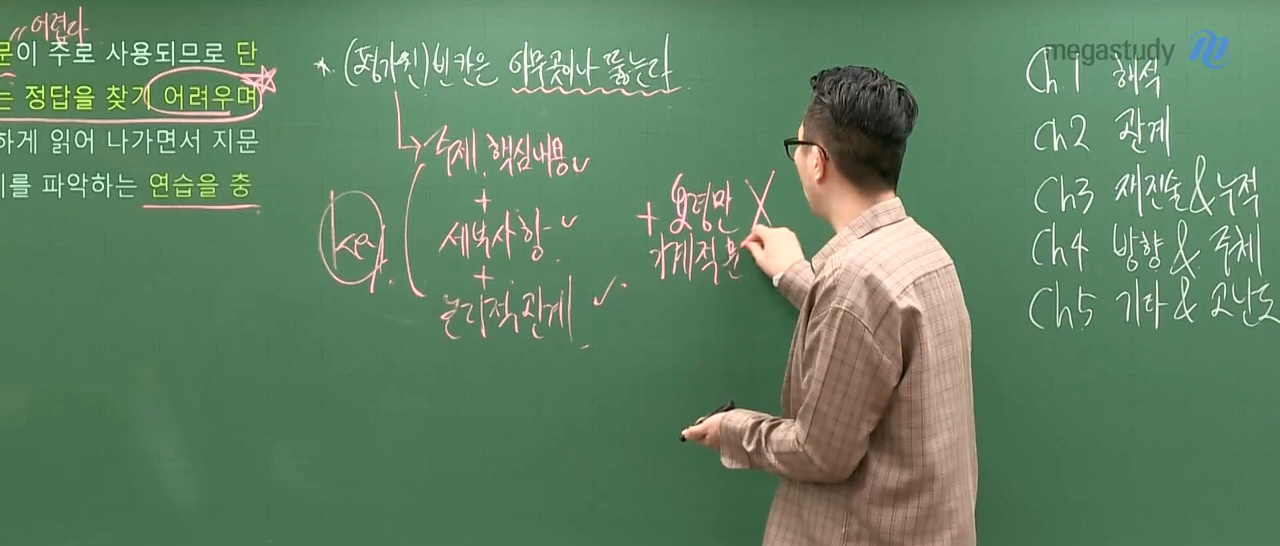 어렵다
문이 주로 사용되므로 단
는 정답을 찾기 어려우며
하게 읽어 나가면서 지문
를 파악하는 연습을 충
* (평가원) 빈칸은 아무곳이나 뚫는다
주제, 핵심내용
+
세부사항
+
논리적관계
key
+ 요령만 X
기계적 문
megastudy
Ch1 해석
Ch2 관계
Ch3 재진술 & 누적
Ch4 방향 & 주체
Ch5 기타 & 고난도